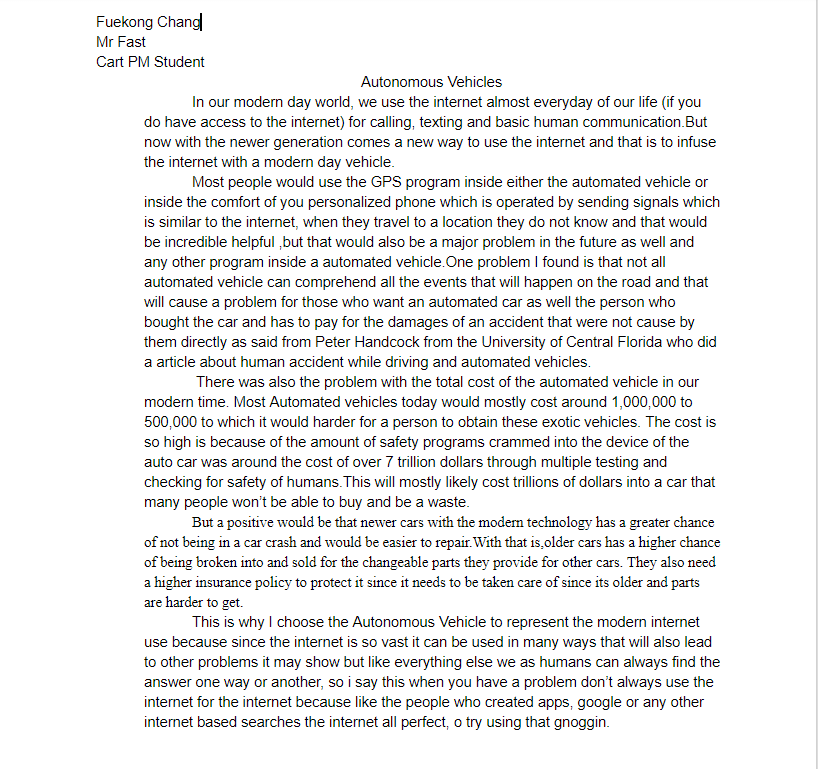 Fuekong Chang
Mr Fast
Cart PM Student
Autonomous Vehicles
In our modern day world, we use the internet almost everyday of our life (if you
do have access to the internet) for calling, texting and basic human communication.But
now with the newer generation comes a new way to use the internet and that is to infuse
the internet with a modern day vehicle.
Most people would use the GPS program inside either the automated vehicle or
inside the comfort of you personalized phone which is operated by sending signals which
is similar to the internet, when they travel to a location they do not know and that would
be incredible helpful ,but that would also be a major problem in the future as well and
any other program inside a automated vehicle.One problem I found is that not all
automated vehicle can comprehend all the events that will happen on the road and that
will cause a problem for those who want an automated car as well the person who
bought the car and has to pay for the damages of an accident that were not cause by
them directly as said from Peter Handcock from the University of Central Florida who did
a article about human accident while driving and automated vehicles.
There was also the problem with the total cost of the automated vehicle in our
modern time. Most Automated vehicles today would mostly cost around 1,000,000 to
500,000 to which it would harder for a person to obtain these exotic vehicles. The cost is
so high is because of the amount of safety programs crammed into the device of the
auto car was around the cost of over 7 trillion dollars through multiple testing and
checking for safety of humans.This will mostly likely cost trillions of dollars into a car that
many people won't be able to buy and be a waste.
But a positive would be that newer cars with the modern technology has a greater chance
of not being in a car crash and would be easier to repair.With that is,older cars has a higher chance
of being broken into and sold for the changeable parts they provide for other cars. They also need
a higher insurance policy to protect it since it needs to be taken care of since its older and parts
are harder to get.
This is why I choose the Autonomous Vehicle to represent the modern internet
use because since the internet is so vast it can be used in many ways that will also lead
to other problems it may show but like everything else we as humans can always find the
answer one way or another, so i say this when you have a problem don't always use the
internet for the internet because like the people who created apps, google or any other
internet based searches the internet all perfect, o try using that gnoggin.